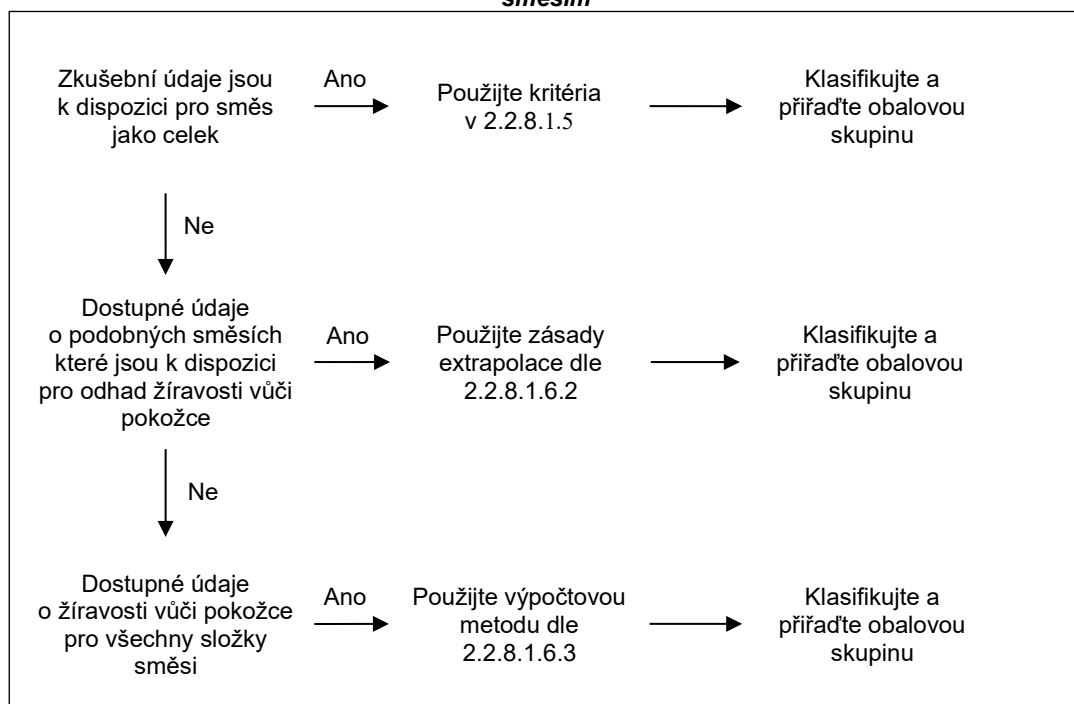 směsím
Zkušební údaje jsou
k dispozici pro směs
jako celek
Ano
Použijte kritéria
v 2.2.8.1.5
Klasifikujte a
přiřaďte obalovou
skupinu
Ne
Dostupné údaje
o podobných směsích
které jsou k dispozici
pro odhad žíravosti vůči
pokožce
Ano
Použijte zásady
extrapolace dle
2.2.8.1.6.2
Klasifikujte a
přiřaďte obalovou
skupinu
Ne
Dostupné údaje
o žíravosti vůči pokožce
pro všechny složky
směsi
Ano
Použijte výpočtovou
metodu dle
2.2.8.1.6.3
Klasifikujte a
přiřaďte obalovou
skupinu